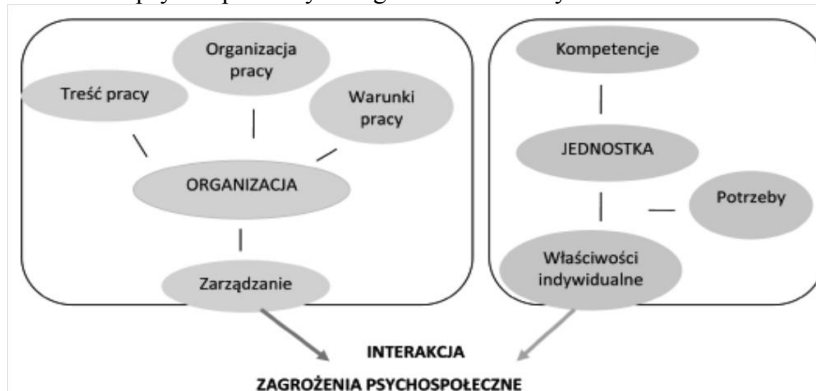 Organizacja
pracy
Treść pracy
Warunki
pracy
ORGANIZACJA
Zarządzanie
Kompetencje
JEDNOSTKA
Potrzeby
Właściwości
indywidualne
INTERAKCJA
ZAGROŻENIA PSYCHOSPOŁECZNE